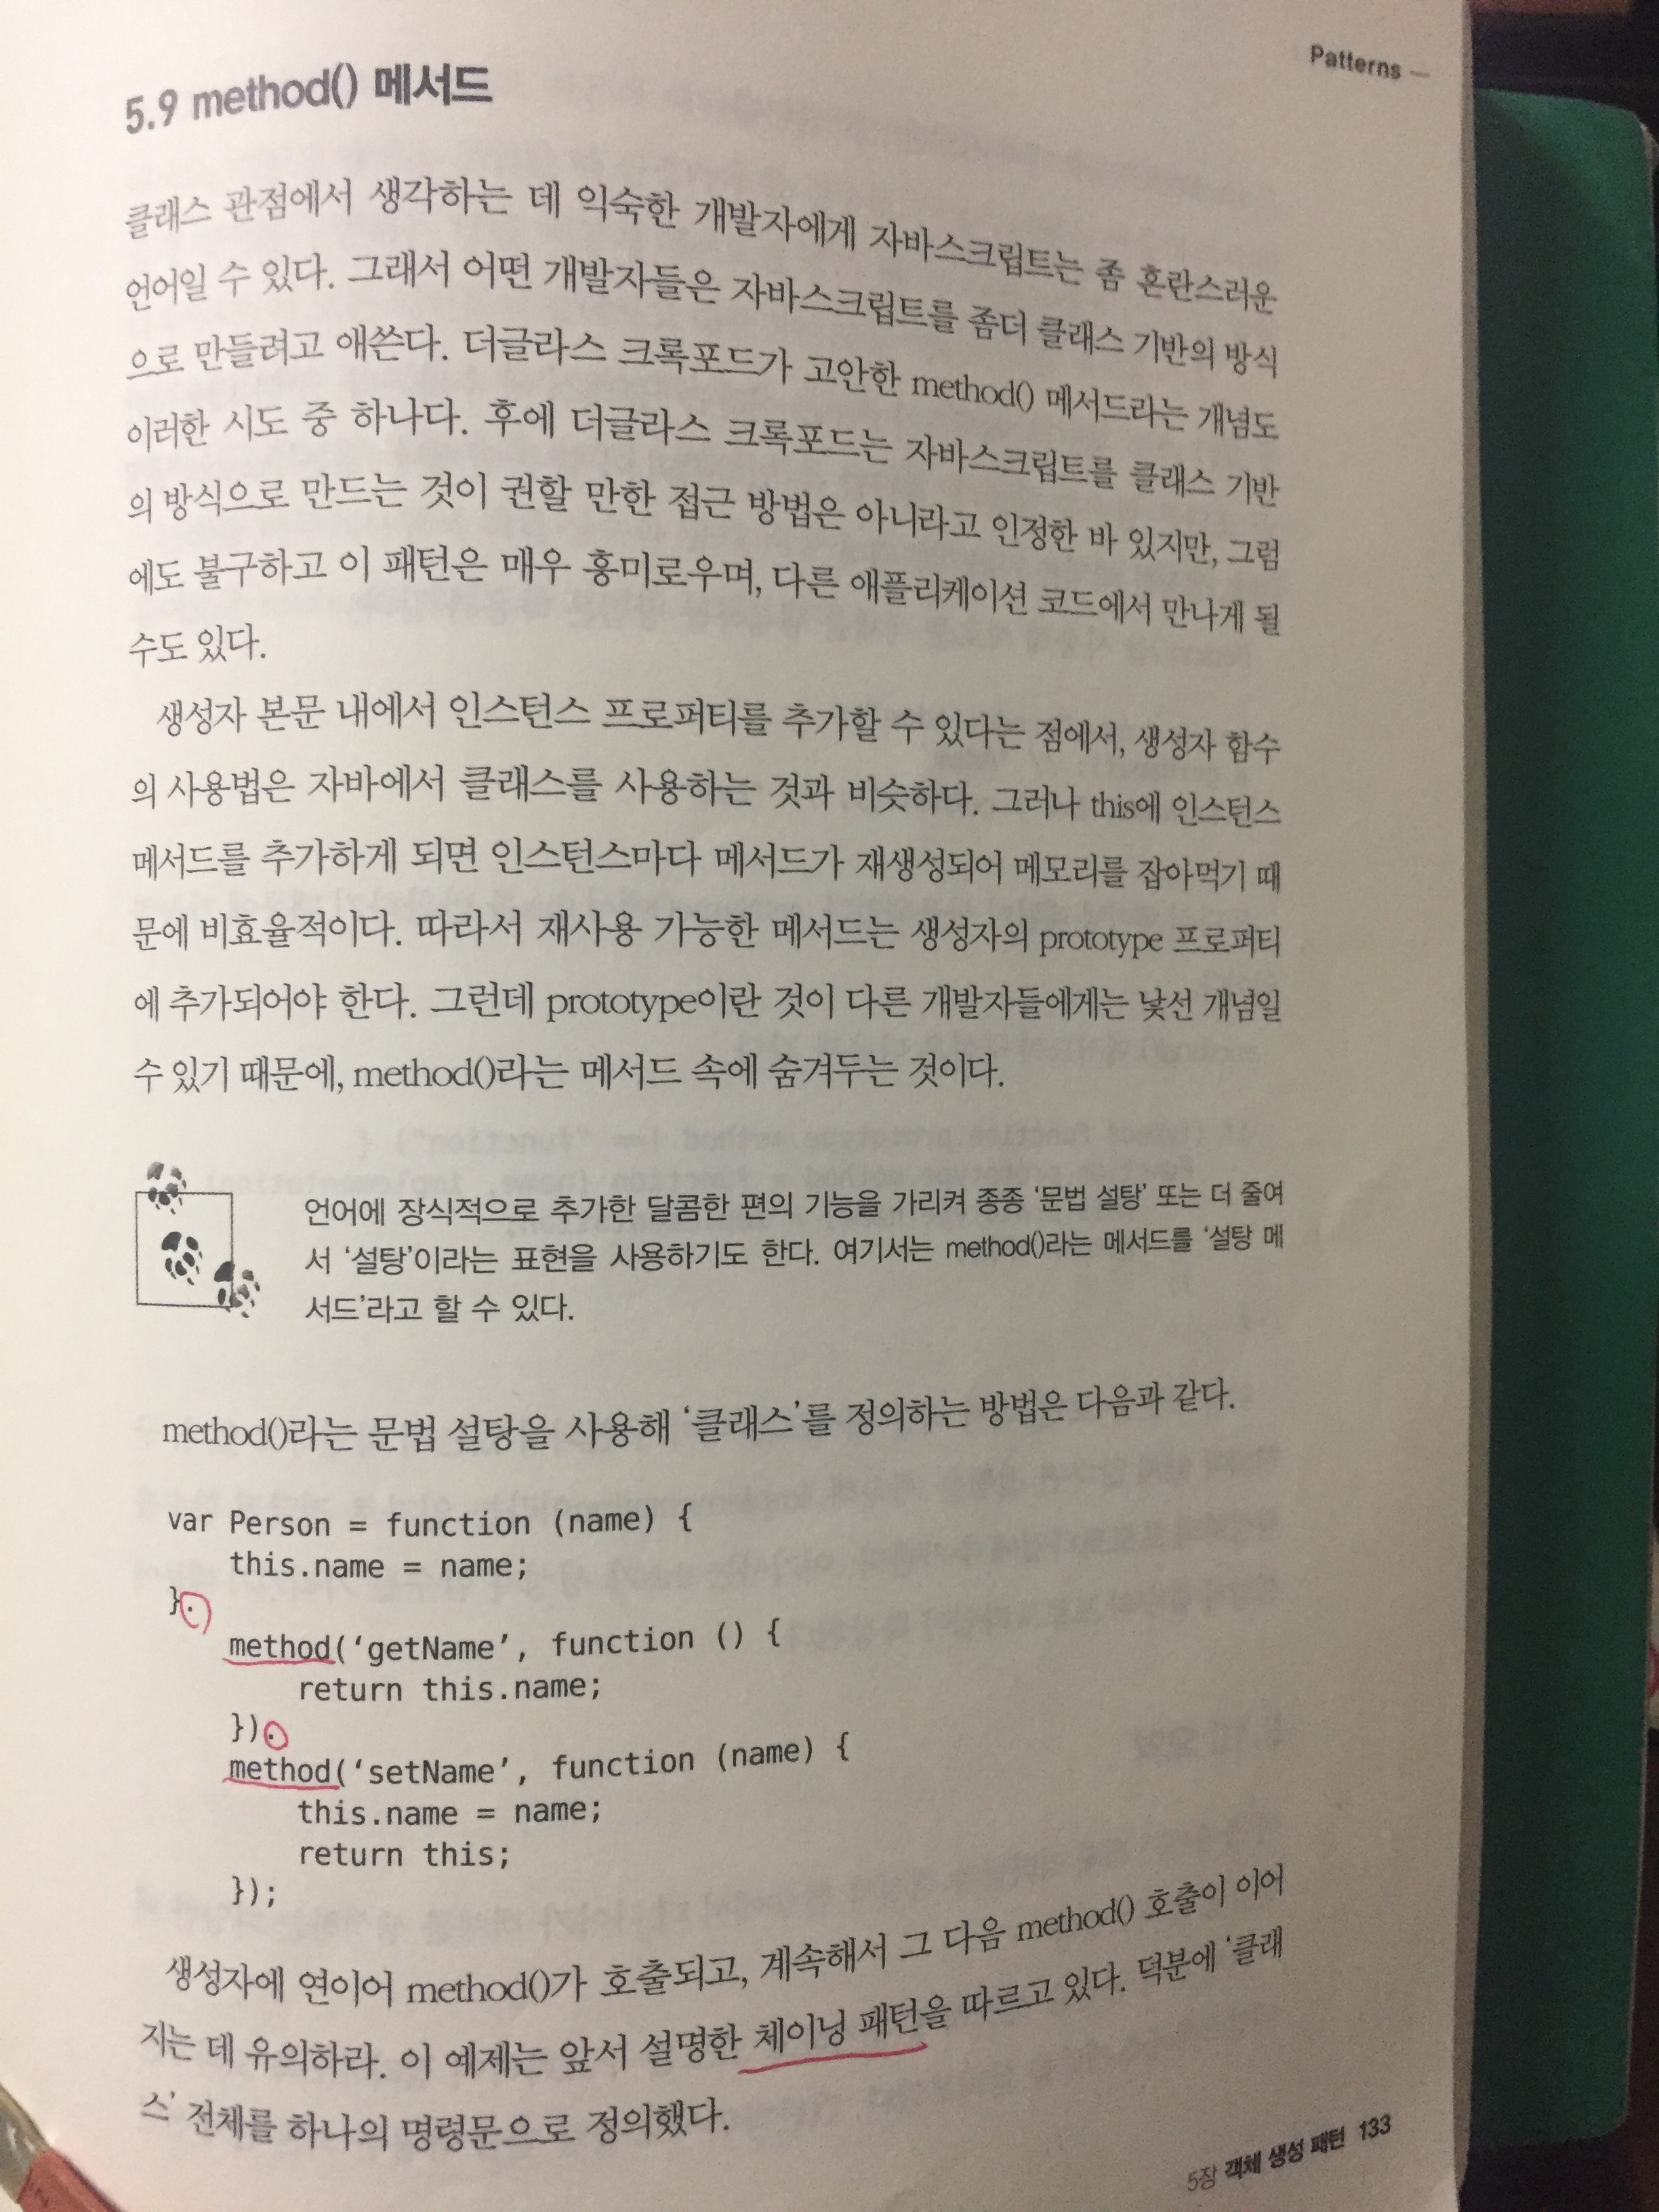 Patterns —
5.9 method() 메서드
클래스 관점에서 생각하는 데 익숙한 개발자에게 자바스크립트는 좀 혼란스러운
언어일 수 있다. 그래서 어떤 개발자들은 자바스크립트를 좀더 클래스 기반의 방식
으로 만들려고 애쓴다. 더글라스 크록포드가 고안한 method() 메서드라는 개념도
이러한 시도 중 하나다. 후에 더글라스 크록포드는 자바스크립트를 클래스 기반
의 방식으로 만드는 것이 권할 만한 접근 방법은 아니라고 인정한 바 있지만, 그럼
에도 불구하고 이 패턴은 매우 흥미로우며, 다른 애플리케이션 코드에서 만나게 될
수도 있다.
생성자 본문 내에서 인스턴스 프로퍼티를 추가할 수 있다는 점에서, 생성자 함수
의 사용법은 자바에서 클래스를 사용하는 것과 비슷하다. 그러나 this에 인스턴스
메서드를 추가하게 되면 인스턴스마다 메서드가 재생성되어 메모리를 잡아먹기 때
문에 비효율적이다. 따라서 재사용 가능한 메서드는 생성자의 prototype 프로퍼티
에 추가되어야 한다. 그런데 prototype이란 것이 다른 개발자들에게는 낯선 개념일
수 있기 때문에, method()라는 메서드 속에 숨겨두는 것이다.
언어에 장식적으로 추가한 달콤한 편의 기능을 가리켜 종종 ‘문법 설탕’ 또는 더 줄여
서 ‘설탕’이라는 표현을 사용하기도 한다. 여기서는 method()라는 메서드를 ‘설탕 메
서드’라고 할 수 있다.
method()라는 문법 설탕을 사용해 ‘클래스’를 정의하는 방법은 다음과 같다.
var Person = function (name) {
this.name = name;
}.
method(‘getName’, function () {
return this.name;
}).
method(‘setName’, function (name) {
this.name = name;
return this;
});
생성자에 연이어 method()가 호출되고, 계속해서 그 다음 method() 호출이 이어
지는 데 유의하라. 이 예제는 앞서 설명한 체이닝 패턴을 따르고 있다. 덕분에 ‘클래
스’ 전체를 하나의 명령문으로 정의했다.
5장 객체 생성 패턴 133